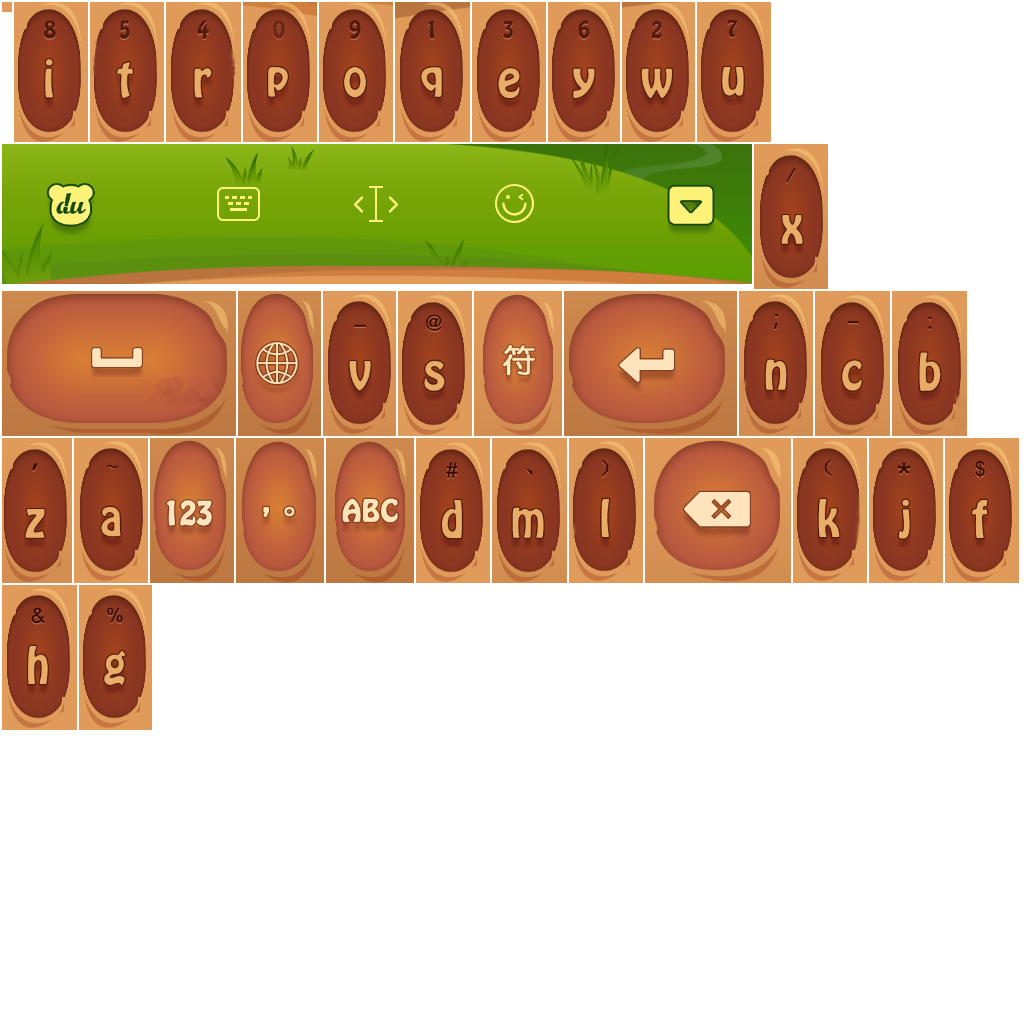 8 5 4 0 9 1 3 6 2 7
i t r p o q e y w u
du
/
x
– @ ; — :
v s 符 n c b
' ~ # 、 ) ( * $
z a 123 , 。 ABC d m l k j f
& %
h g